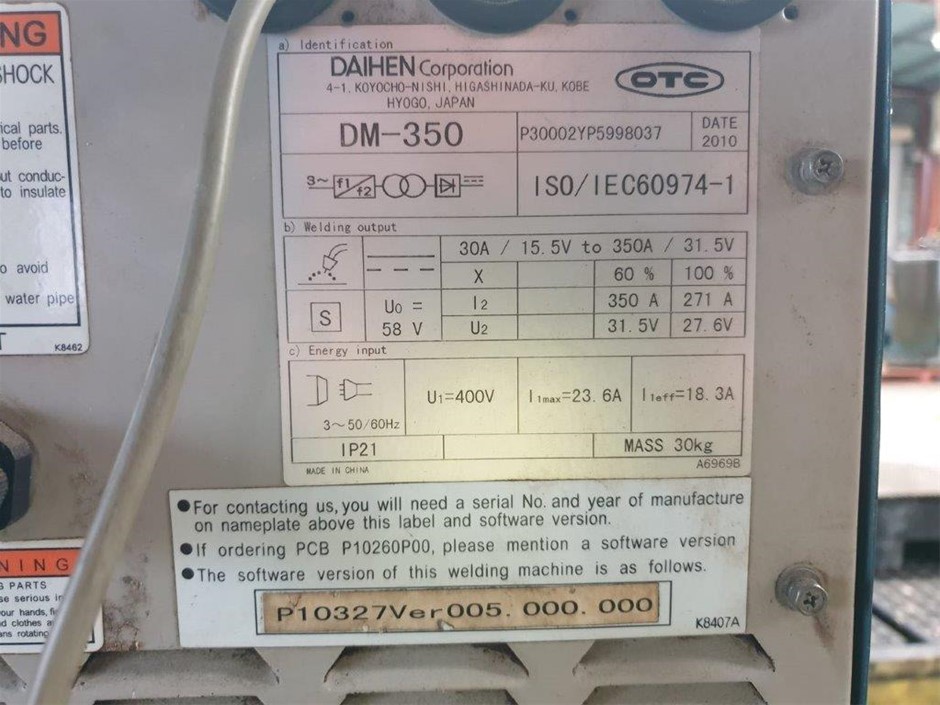 NG
SHOCK
ical parts.
before
ut conduc-
to insulate
o avoid
water pipe
T
K8462
a) Identification
DAIHEN Corporation
4-1, KOYOCHO-NISHI, HIGASHINADA-KU, KOBE
HYOGO, JAPAN
OTC
DM-350
P30002YP5998037
DATE
2010
3~ f1 f2
ISO/IEC60974-1
b) Welding output
30A / 15.5V to 350A / 31.5V
X 60 % 100 %
S
U0 =
58 V
I2 350 A 271 A
U2 31.5V 27.6V
c) Energy input
3~50/60Hz
U1=400V
I1max=23.6A
I1eff=18.3A
IP21
MASS 30kg
MADE IN CHINA
A6969B
●For contacting us, you will need a serial No. and year of manufacture
on nameplate above this label and software version.
●If ordering PCB P10260P00, please mention a software version
●The software version of this welding machine is as follows.
P10327Ver005.000.000
K8407A
NING
G PARTS
se serious in
your hands, fi
d clothes a
ans rotating